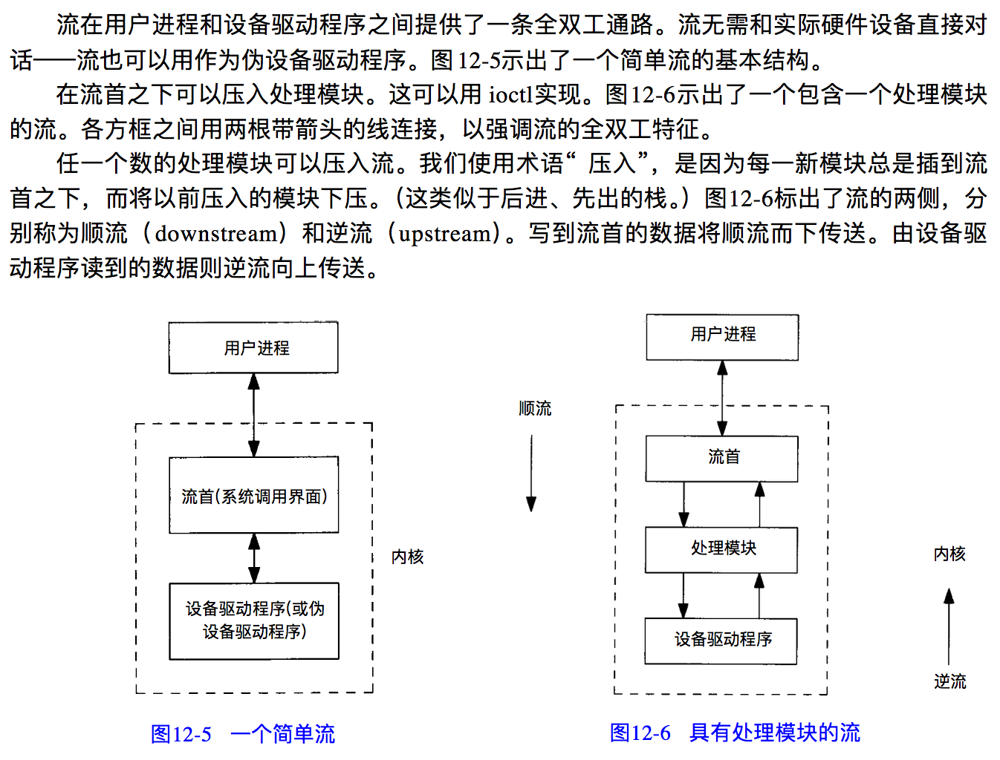 流在用户进程和设备驱动程序之间提供了一条全双工通路。流无需和实际硬件设备直接对
话——流也可以用作为伪设备驱动程序。图12-5示出了一个简单流的基本结构。
在流首之下可以压入处理模块。这可以用 ioctl实现。图12-6示出了一个包含一个处理模块
的流。各方框之间用两根带箭头的线连接，以强调流的全双工特征。
任一个数的处理模块可以压入流。我们使用术语“压入”，是因为每一新模块总是插到流
首之下，而将以前压入的模块下压。（这类似于后进、先出的栈。）图12-6标出了流的两侧，分
别称为顺流（downstream）和逆流（upstream）。写到流首的数据将顺流而下传送。由设备驱
动程序读到的数据则逆流向上传送。
用户进程
流首(系统调用界面)
内核
设备驱动程序(或伪
设备驱动程序)
图12-5 一个简单流
用户进程
顺流
流首
处理模块
内核
设备驱动程序
逆流
图12-6 具有处理模块的流